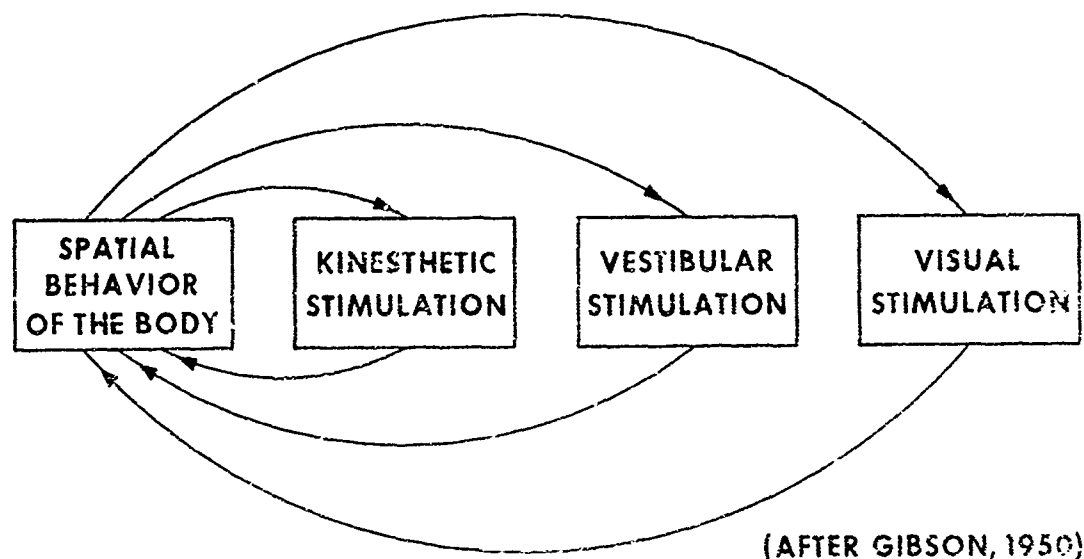 SPATIAL
BEHAVIOR
OF THE BODY
KINESTHETIC
STIMULATION
VESTIBULAR
STIMULATION
VISUAL
STIMULATION
(AFTER GIBSON, 1950)